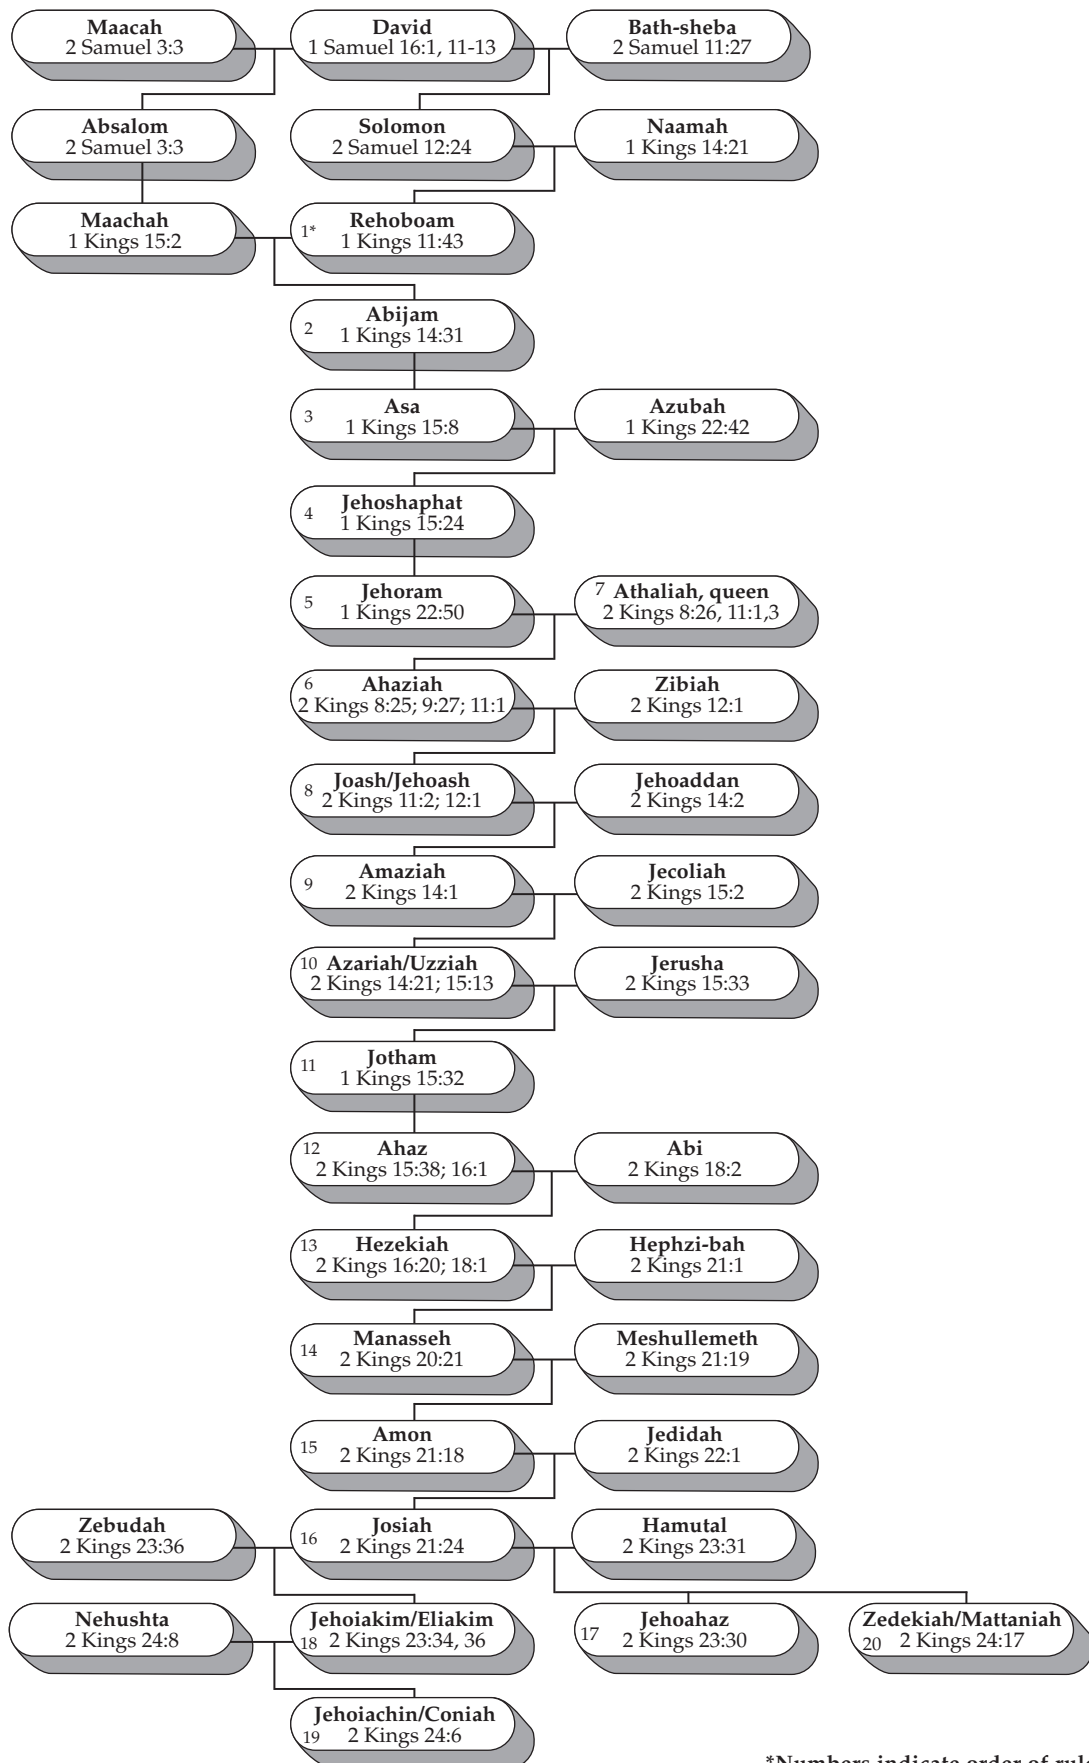 Maacah
2 Samuel 3:3
David
1 Samuel 16:1, 11-13
Bath-sheba
2 Samuel 11:27
Absalom
2 Samuel 3:3
Solomon
2 Samuel 12:24
Naamah
1 Kings 14:21
Maachah
1 Kings 15:2
1* Rehoboam
1 Kings 11:43
2 Abijam
1 Kings 14:31
3 Asa
1 Kings 15:8
Azubah
1 Kings 22:42
4 Jehoshaphat
1 Kings 15:24
5 Jehoram
1 Kings 22:50
7 Athaliah, queen
2 Kings 8:26, 11:1,3
6 Ahaziah
2 Kings 8:25; 9:27; 11:1
Zibiah
2 Kings 12:1
8 Joash/Jehoash
2 Kings 11:2; 12:1
Jehoaddan
2 Kings 14:2
9 Amaziah
2 Kings 14:1
Jecoliah
2 Kings 15:2
10 Azariah/Uzziah
2 Kings 14:21; 15:13
Jerusha
2 Kings 15:33
11 Jotham
1 Kings 15:32
12 Ahaz
2 Kings 15:38; 16:1
Abi
2 Kings 18:2
13 Hezekiah
2 Kings 16:20; 18:1
Hephzi-bah
2 Kings 21:1
14 Manasseh
2 Kings 20:21
Meshullemeth
2 Kings 21:19
15 Amon
2 Kings 21:18
Jedidah
2 Kings 22:1
Zebudah
2 Kings 23:36
16 Josiah
2 Kings 21:24
Hamutal
2 Kings 23:31
Nehushta
2 Kings 24:8
Jehoiakim/Eliakim
18 2 Kings 23:34, 36
17 Jehoahaz
2 Kings 23:30
Zedekiah/Mattaniah
20 2 Kings 24:17
Jehoiachin/Coniah
19 2 Kings 24:6
*Numbers indicate order of